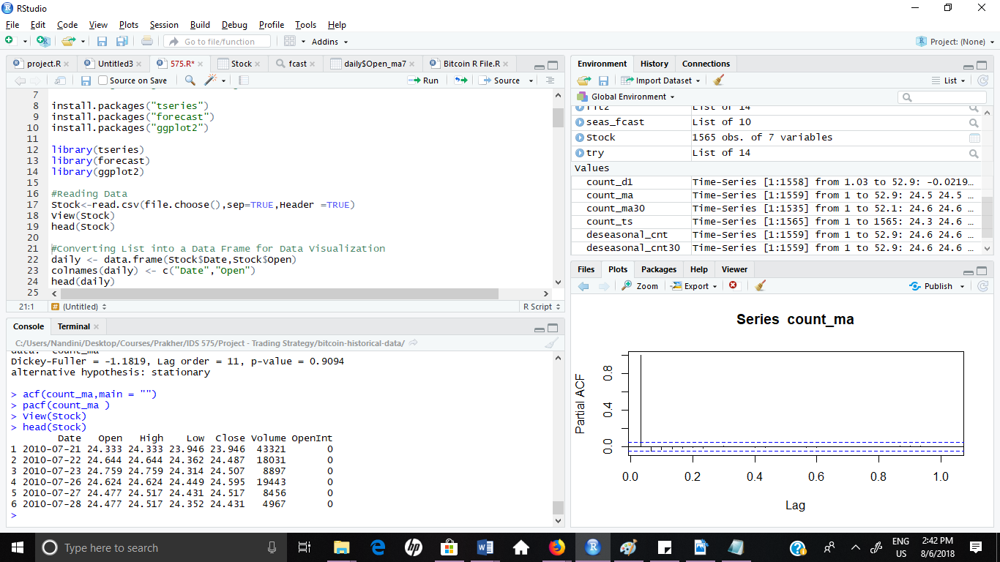 RStudio
File Edit Code View Plots Session Build Debug Profile Tools Help
Go to file/function Addins Project: (None)
project.R Untitled3 575.R* Stock fcast daily$Open_ma7 Bitcoin R File.R
Source on Save Run Source
7
8 install.packages("tseries")
9 install.packages("forecast")
10 install.packages("ggplot2")
11
12 library(tseries)
13 library(forecast)
14 library(ggplot2)
15
16 #Reading Data
17 Stock<-read.csv(file.choose(),sep=TRUE,Header =TRUE)
18 View(Stock)
19 head(Stock)
20
21 #Converting List into a Data Frame for Data Visualization
22 daily <- data.frame(Stock$Date,Stock$Open)
23 colnames(daily) <- c("Date","Open")
24 head(daily)
25
21:1 # (Untitled) R Script
Console Terminal
C:/Users/Nandini/Desktop/Courses/Prakher/IDS 575/Project - Trading Strategy/bitcoin-historical-data/
data: count_ma
Dickey-Fuller = -1.1819, Lag order = 11, p-value = 0.9094
alternative hypothesis: stationary
> acf(count_ma,main = "")
> pacf(count_ma )
> View(Stock)
> head(Stock)
Date Open High Low Close Volume OpenInt
1 2010-07-21 24.333 24.333 23.946 23.946 43321 0
2 2010-07-22 24.644 24.644 24.362 24.487 18031 0
3 2010-07-23 24.759 24.759 24.314 24.507 8897 0
4 2010-07-26 24.624 24.624 24.449 24.595 19443 0
5 2010-07-27 24.477 24.517 24.431 24.517 8456 0
6 2010-07-28 24.477 24.517 24.352 24.431 4967 0
>
Environment History Connections
Import Dataset List
Global Environment
fit2 List of 14
seas_fcast List of 10
Stock 1565 obs. of 7 variables
try List of 14
Values
count_d1 Time-Series [1:1558] from 1.03 to 52.9: -0.0219…
count_ma Time-Series [1:1559] from 1 to 52.9: 24.5 24.5 …
count_ma30 Time-Series [1:1535] from 1 to 52.1: 24.6 24.6 …
count_ts Time-Series [1:1565] from 1 to 1565: 24.3 24.6 …
deseasonal_cnt Time-Series [1:1559] from 1 to 52.9: 24.6 24.6 …
deseasonal_cnt30 Time-Series [1:1559] from 1 to 52.9: 24.6 24.6 …
Files Plots Packages Help Viewer
Zoom Export Publish
Series count_ma
Partial ACF
0.8
0.4
0.0
0.0 0.2 0.4 0.6 0.8 1.0
Lag
Type here to search
ENG
US
2:42 PM
8/6/2018